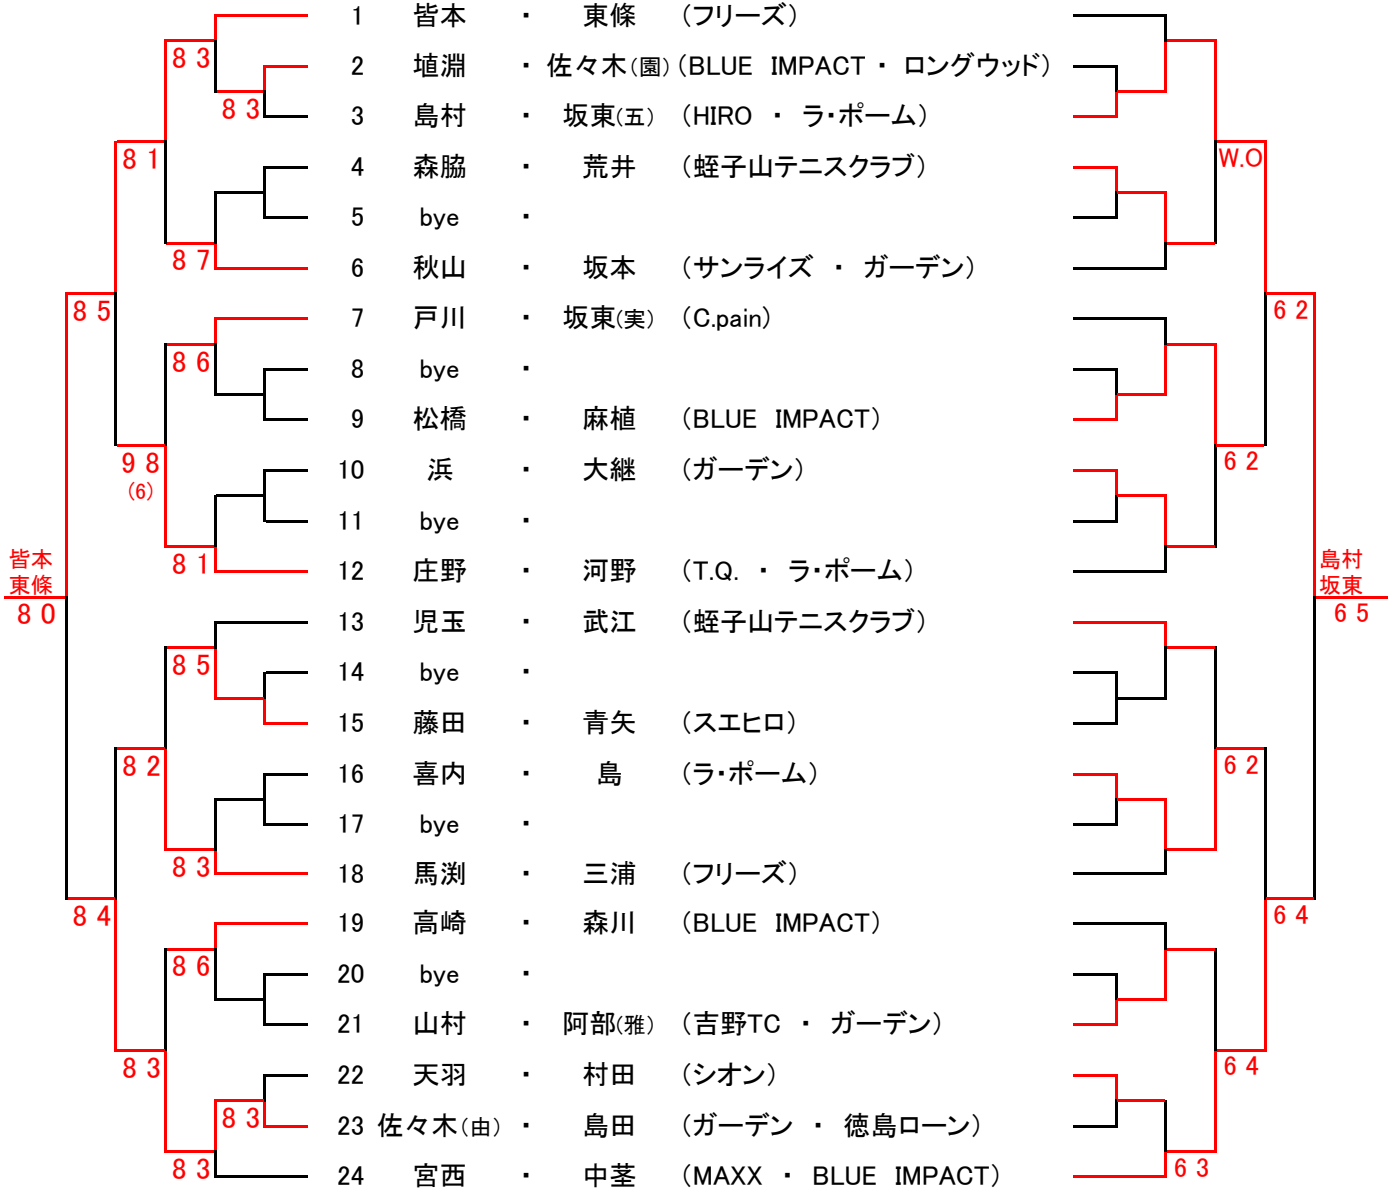 1 皆本 ・ 東條 （フリーズ）
8 3
2 埴淵 ・ 佐々木（園）（BLUE IMPACT ・ ロングウッド）
8 3
3 島村 ・ 坂東（五） （HIRO ・ ラ・ポーム）
8 1
W.O
4 森脇 ・ 荒井 （蛭子山テニスクラブ）
5 bye ・
8 7
6 秋山 ・ 坂本 （サンライズ ・ ガーデン）
8 5
6 2
7 戸川 ・ 坂東（実） （C.pain）
8 6
8 bye ・
9 松橋 ・ 麻植 （BLUE IMPACT）
9 8
（6）
6 2
10 浜 ・ 大継 （ガーデン）
11 bye ・
8 1
12 庄野 ・ 河野 （T.Q. ・ ラ・ポーム）
皆本
東條
8 0
島村
坂東
6 5
13 児玉 ・ 武江 （蛭子山テニスクラブ）
8 5
14 bye ・
15 藤田 ・ 青矢 （スエヒロ）
8 2
6 2
16 喜内 ・ 島 （ラ・ポーム）
17 bye ・
8 3
18 馬渕 ・ 三浦 （フリーズ）
8 4
6 4
19 高崎 ・ 森川 （BLUE IMPACT）
8 6
20 bye ・
21 山村 ・ 阿部（雅） （吉野TC ・ ガーデン）
8 3
6 4
22 天羽 ・ 村田 （シオン）
8 3
23 佐々木（由） ・ 島田 （ガーデン ・ 徳島ローン）
8 3
6 3
24 宮西 ・ 中茎 （MAXX ・ BLUE IMPACT）